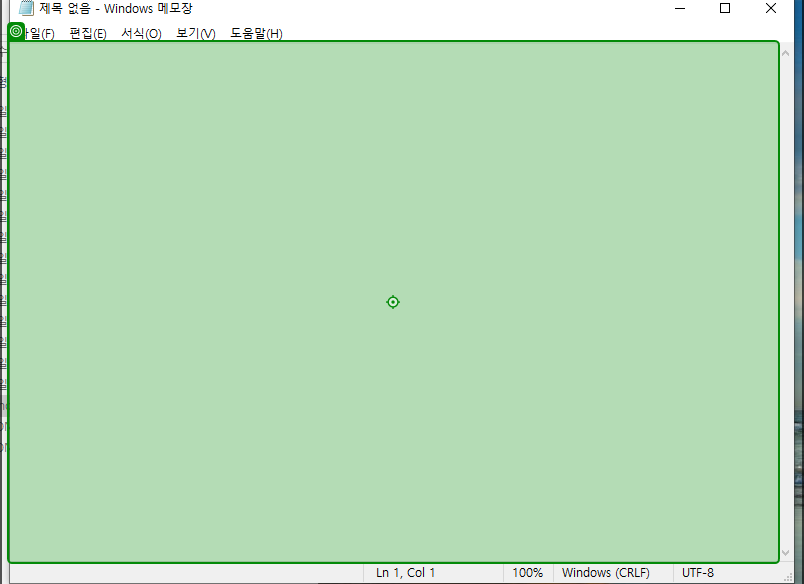 제목 없음 - Windows 메모장
일(F) 편집(E) 서식(O) 보기(V) 도움말(H)
Ln 1, Col 1 100% Windows (CRLF) UTF-8